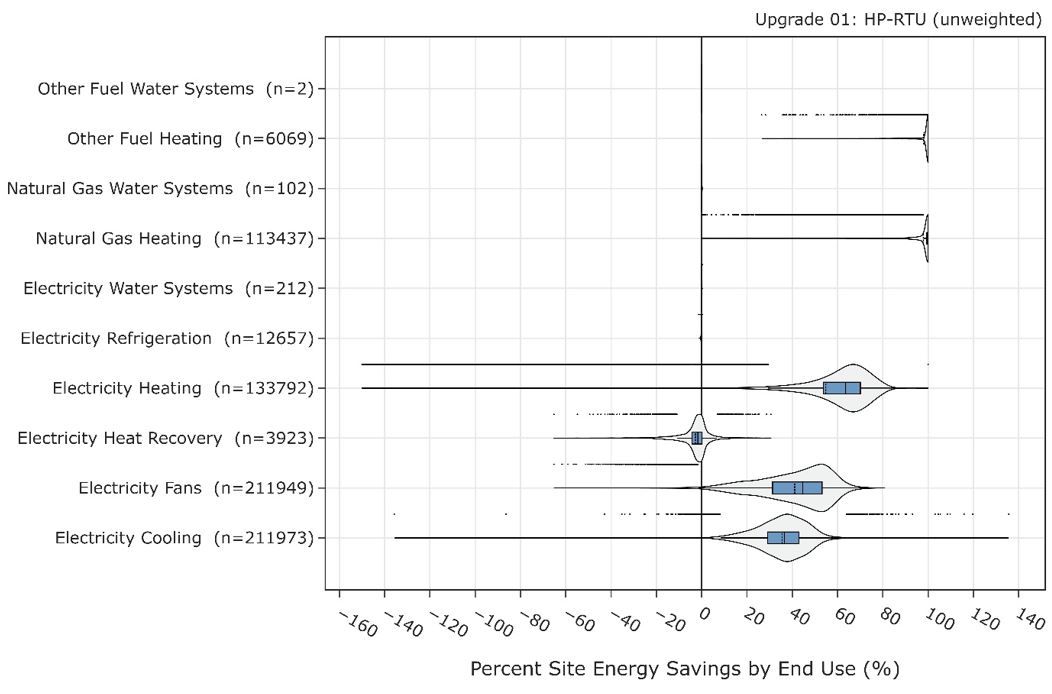 Upgrade 01: HP-RTU (unweighted)
Other Fuel Water Systems (n=2)
Other Fuel Heating (n=6069)
Natural Gas Water Systems (n=102)
Natural Gas Heating (n=113437)
Electricity Water Systems (n=212)
Electricity Refrigeration (n=12657)
Electricity Heating (n=133792)
Electricity Heat Recovery (n=3923)
Electricity Fans (n=211949)
Electricity Cooling (n=211973)
−160 −140 −120 −100 −80 −60 −40 −20 0 20 40 60 80 100 120 140
Percent Site Energy Savings by End Use (%)